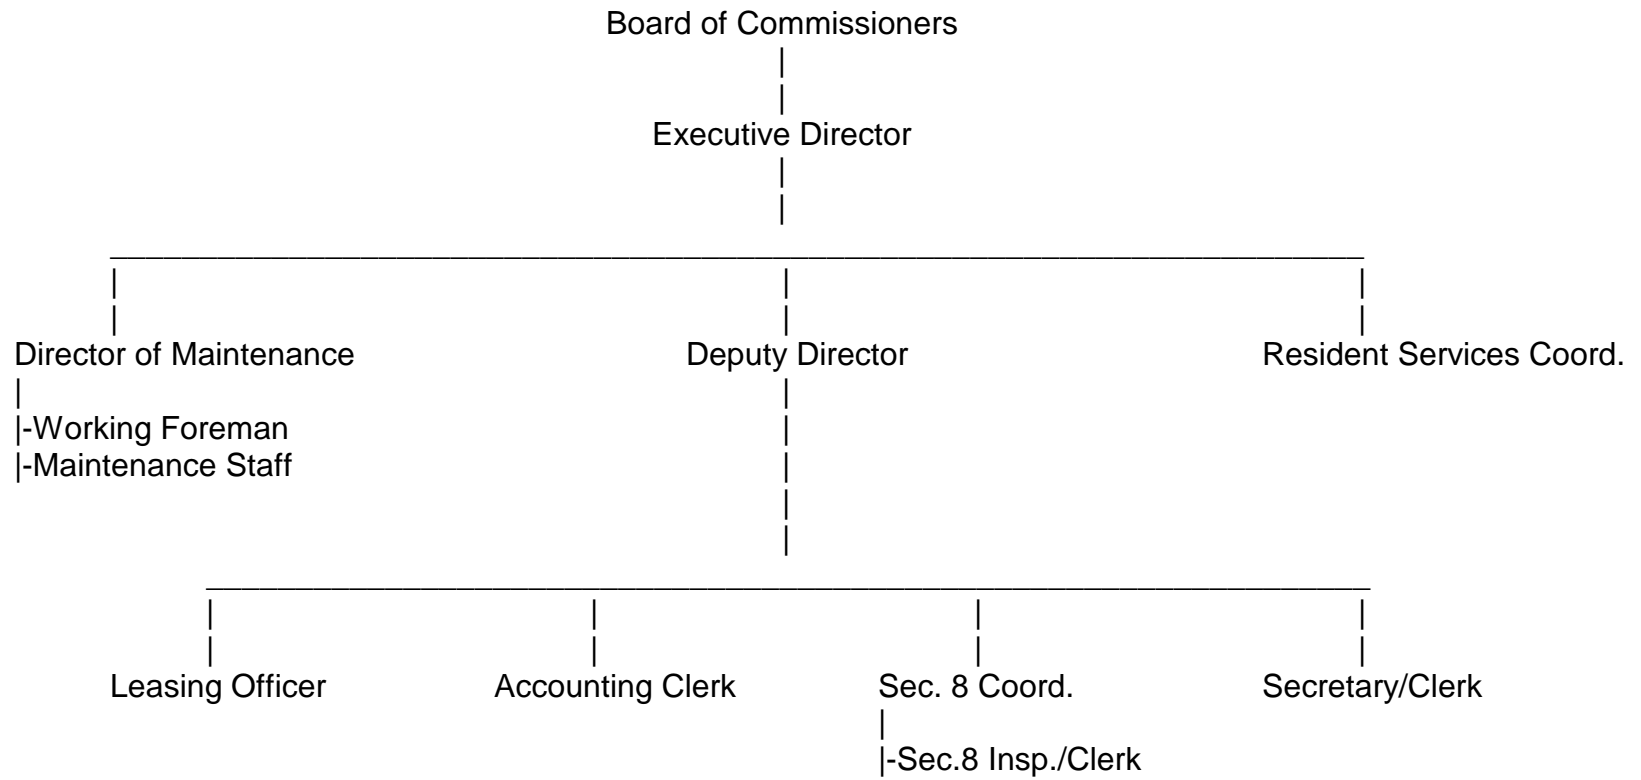 Board of Commissioners
Executive Director
Director of Maintenance Deputy Director Resident Services Coord.
|-Working Foreman
|-Maintenance Staff
Leasing Officer Accounting Clerk Sec. 8 Coord. Secretary/Clerk
|-Sec.8 Insp./Clerk